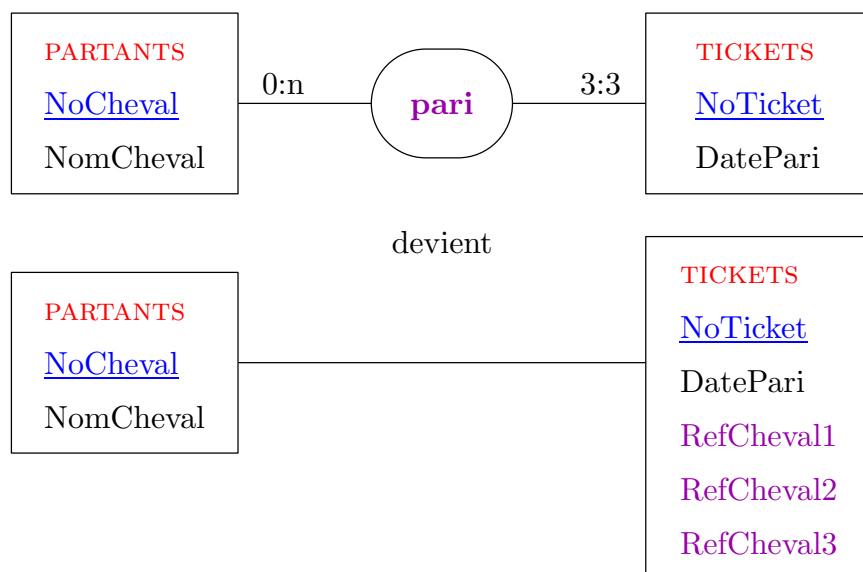 PARTANTS
NoCheval
NomCheval
0:n
pari
3:3
TICKETS
NoTicket
DatePari
devient
PARTANTS
NoCheval
NomCheval
TICKETS
NoTicket
DatePari
RefCheval1
RefCheval2
RefCheval3